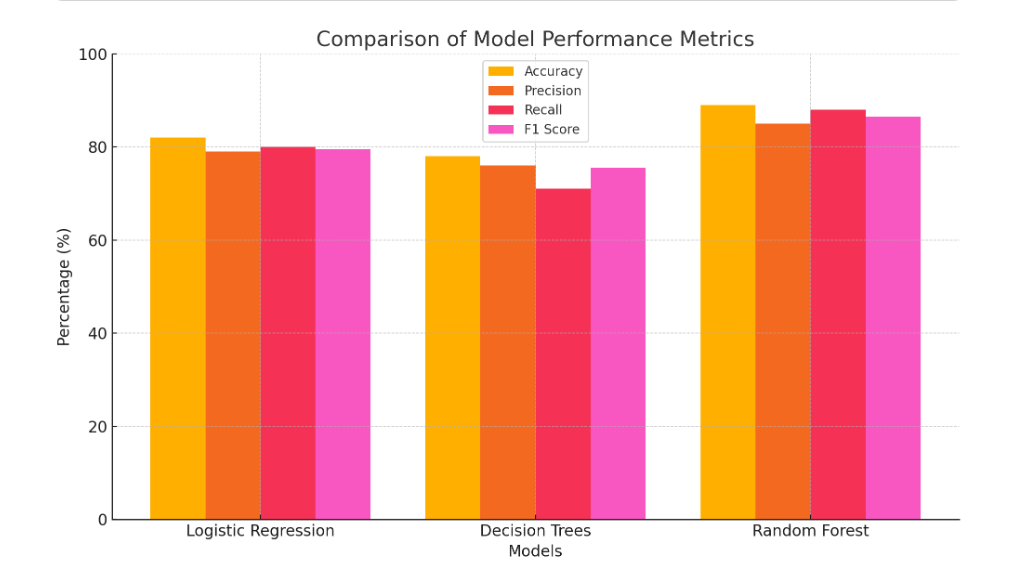 Comparison of Model Performance Metrics
Accuracy
Precision
Recall
F1 Score
Percentage (%)
100
80
60
40
20
0
Logistic Regression Decision Trees Random Forest
Models